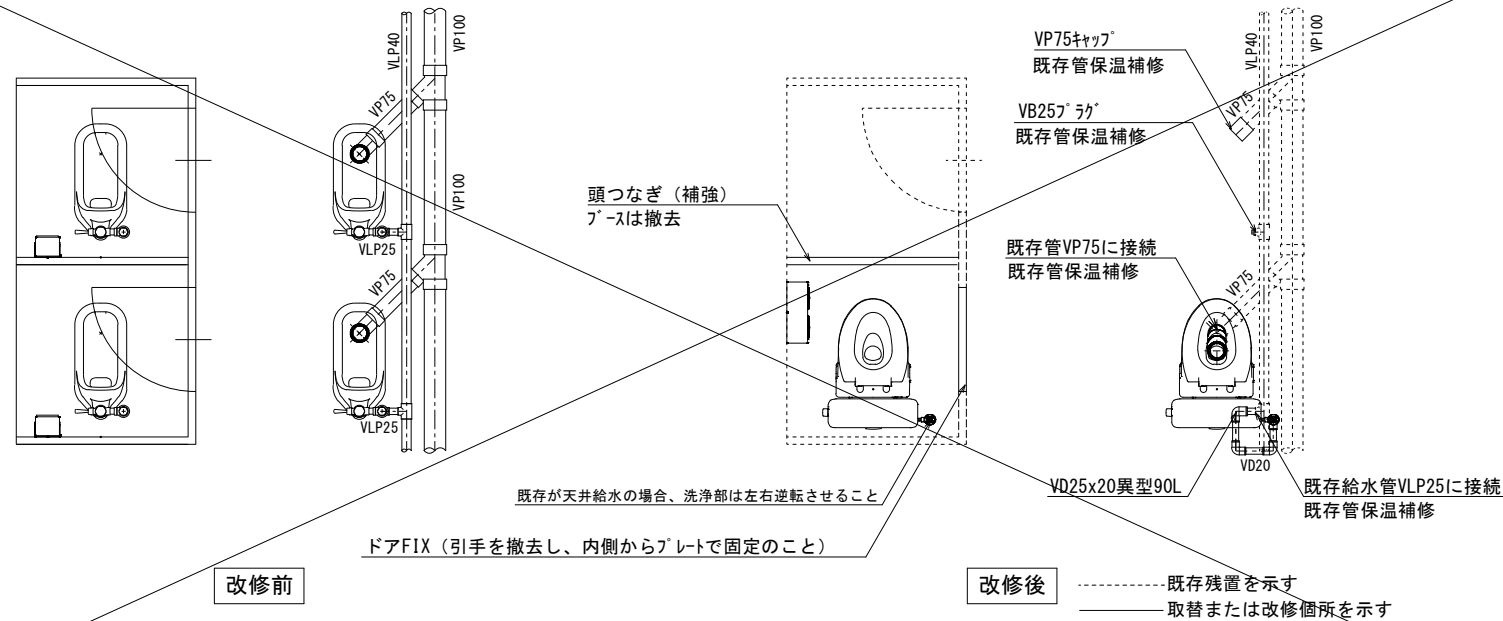 VP100
VLP40
VP75
VP100
VLP25
VP75
VLP25
改修前
VP75ｷｬｯﾌﾟ
既存管保温補修
VLP40
VP100
VP75
VB25ﾌﾟﾗｸﾞ
既存管保温補修
頭つなぎ（補強）
ﾌﾞｰｽは撤去
既存管VP75に接続
既存管保温補修
VP75
VD20
VD25x20異型90L
既存給水管VLP25に接続
既存管保温補修
既存が天井給水の場合、洗浄部は左右逆転させること
ドアFIX（引手を撤去し、内側からﾌﾟﾚｰﾄで固定のこと）
改修後
既存残置を示す
取替または改修個所を示す